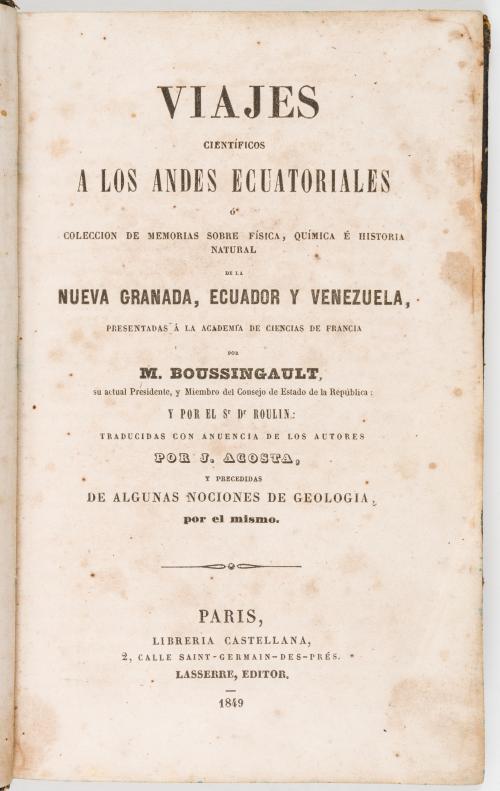 VIAJES
CIENTÍFICOS
A LOS ANDES ECUATORIALES
Ó
COLECCION DE MEMORIAS SOBRE FÍSICA, QUÍMICA É HISTORIA
NATURAL
DE LA
NUEVA GRANADA, ECUADOR Y VENEZUELA,
PRESENTADAS Á LA ACADEMÍA DE CIENCIAS DE FRANCIA
POR
M. BOUSSINGAULT,
su actual Présidente, y Miembro del Consejo de Estado de la Républica:
Y POR EL Sr Dr ROULIN:
TRADUCIDAS CON ANUENCIA DE LOS AUTORES
POR J. ACOSTA,
Y PRECEDIDAS
DE ALGUNAS NOCIONES DE GEOLOGIA,
por el mismo.
PARIS,
LIBRERIA CASTELLANA,
2, CALLE SAINT-GERMAIN-DES-PRÉS.
LASSERRE, EDITOR.
1849